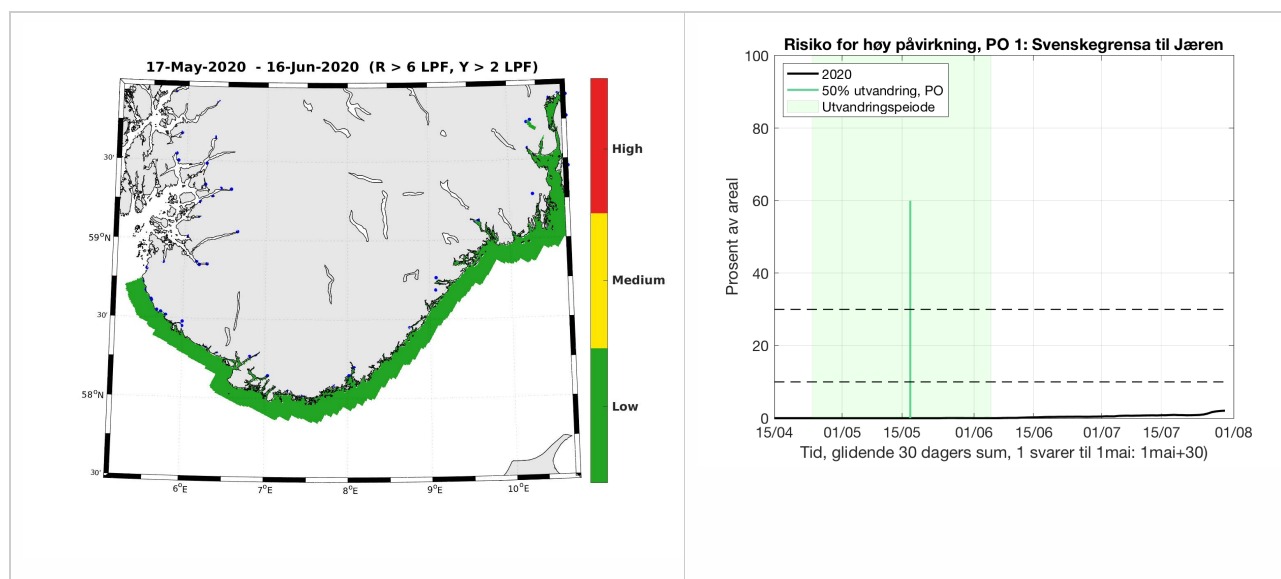 17-May-2020 - 16-Jun-2020 (R > 6 LPF, Y > 2 LPF)
High
30'
59°N
Medium
30'
58°N
Low
30'
6°E
7°E
8°E
9°E
10°E
Risiko for høy påvirkning, PO 1: Svenskegrensa til Jæren
100
2020
50% utvandring, PO
Utvandringspeiode
80
60
40
20
0
Prosent av areal
15/04
01/05
15/05
01/06
15/06
01/07
15/07
01/08
Tid, glidende 30 dagers sum, 1 svarer til 1mai: 1mai+30)